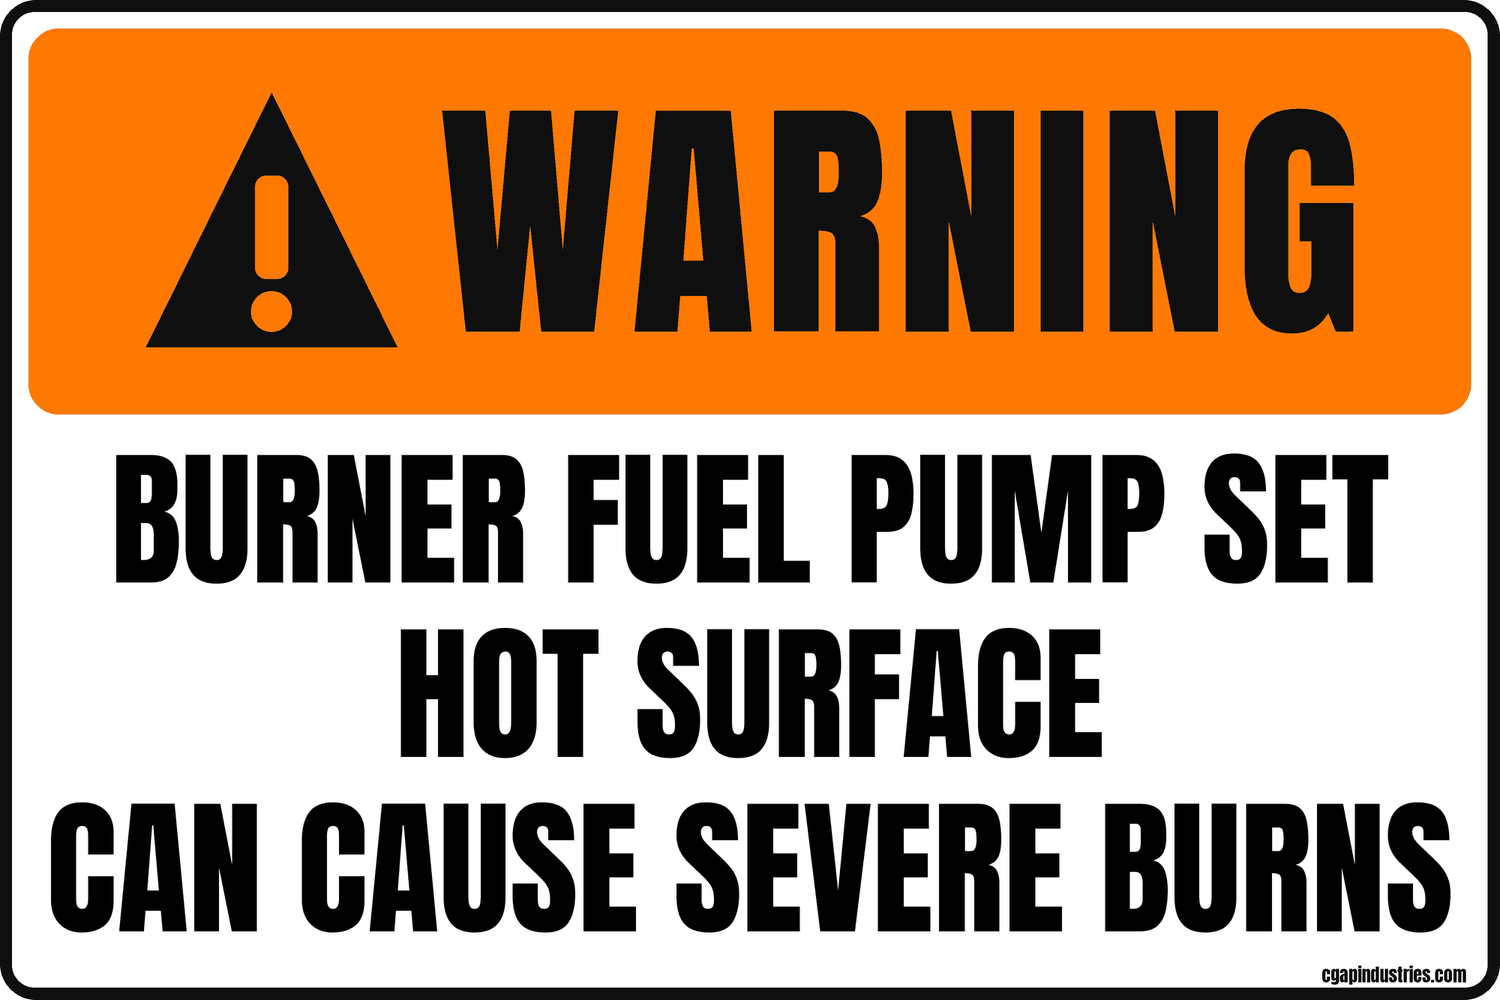 WARNING
BURNER FUEL PUMP SET
HOT SURFACE
CAN CAUSE SEVERE BURNS
cgapindustries.com